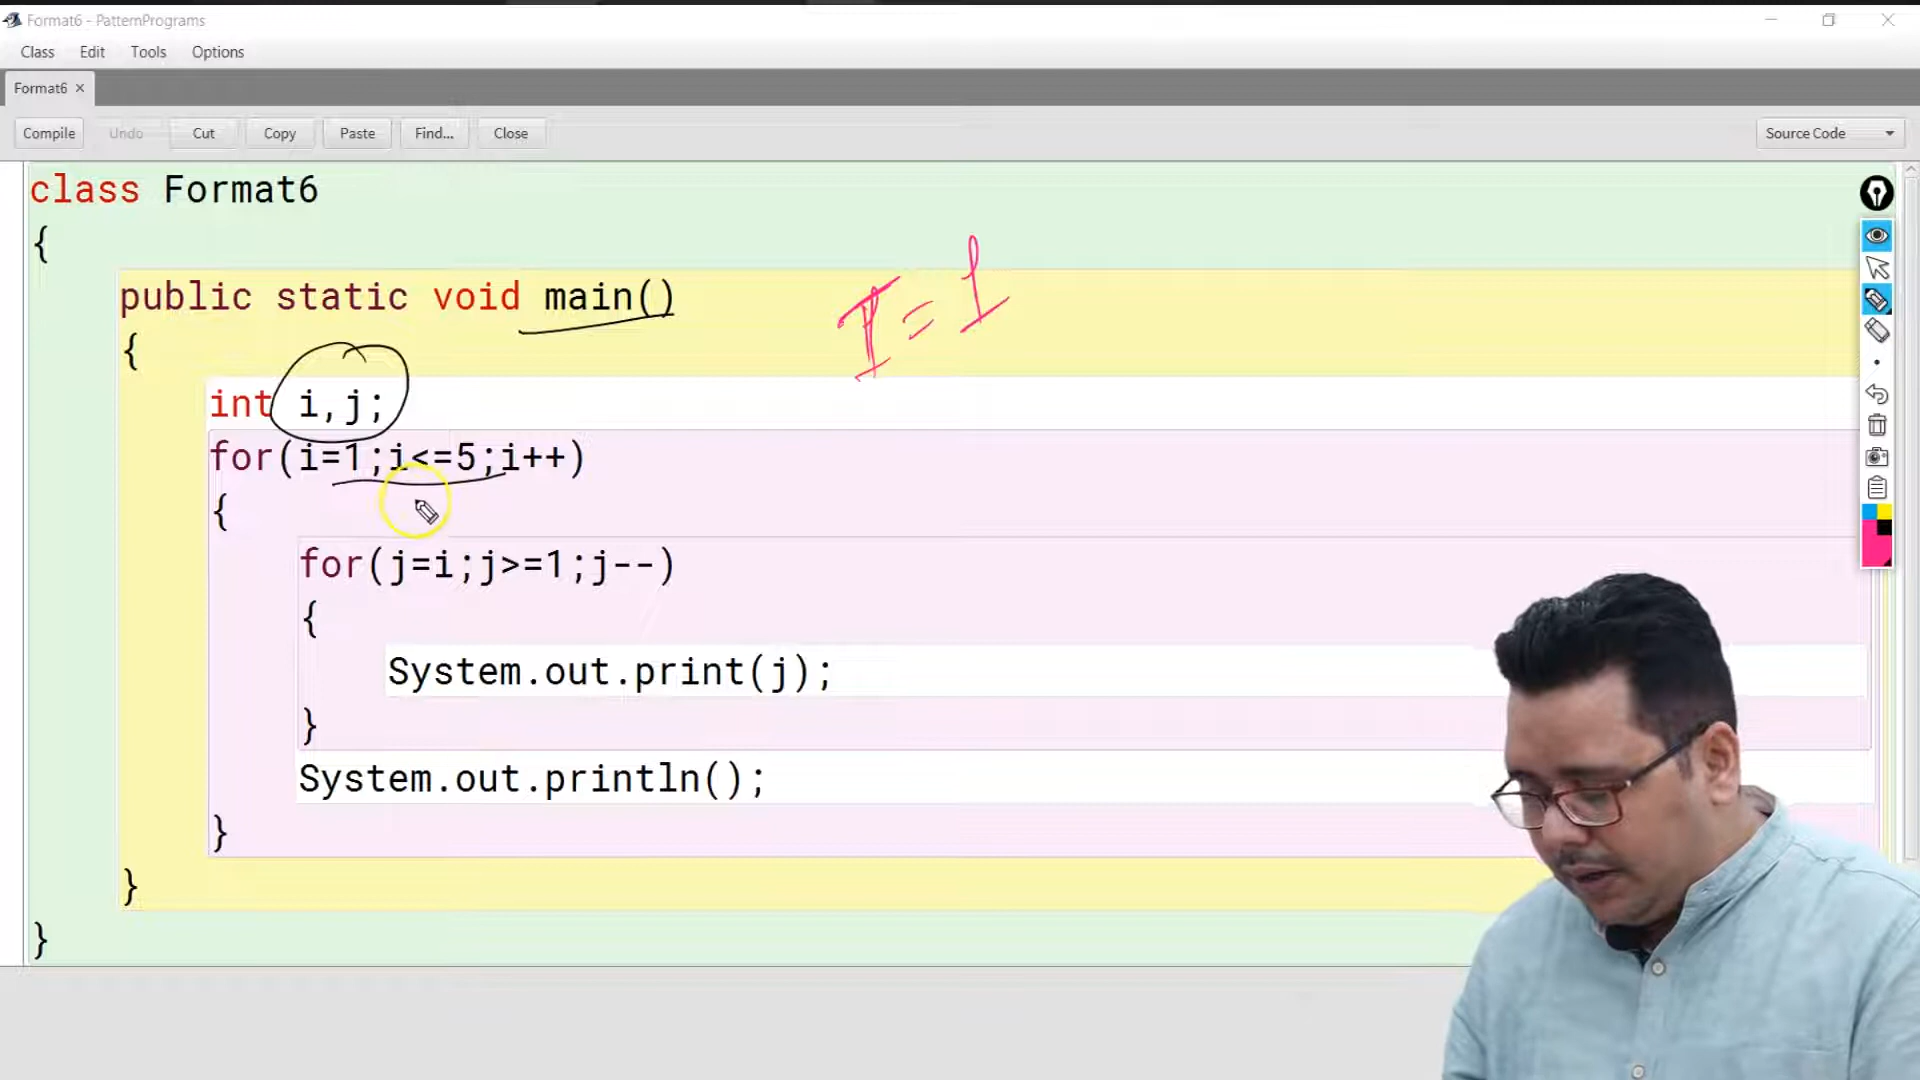 Format6 - PatternPrograms
Class Edit Tools Options
Format6 ×
Compile Undo Cut Copy Paste Find... Close Source Code
class Format6
{
public static void main()
I = 1
{
int i,j;
for(i=1;i<=5;i++)
{
for(j=i;j>=1;j--)
{
System.out.print(j);
}
System.out.println();
}
}
}